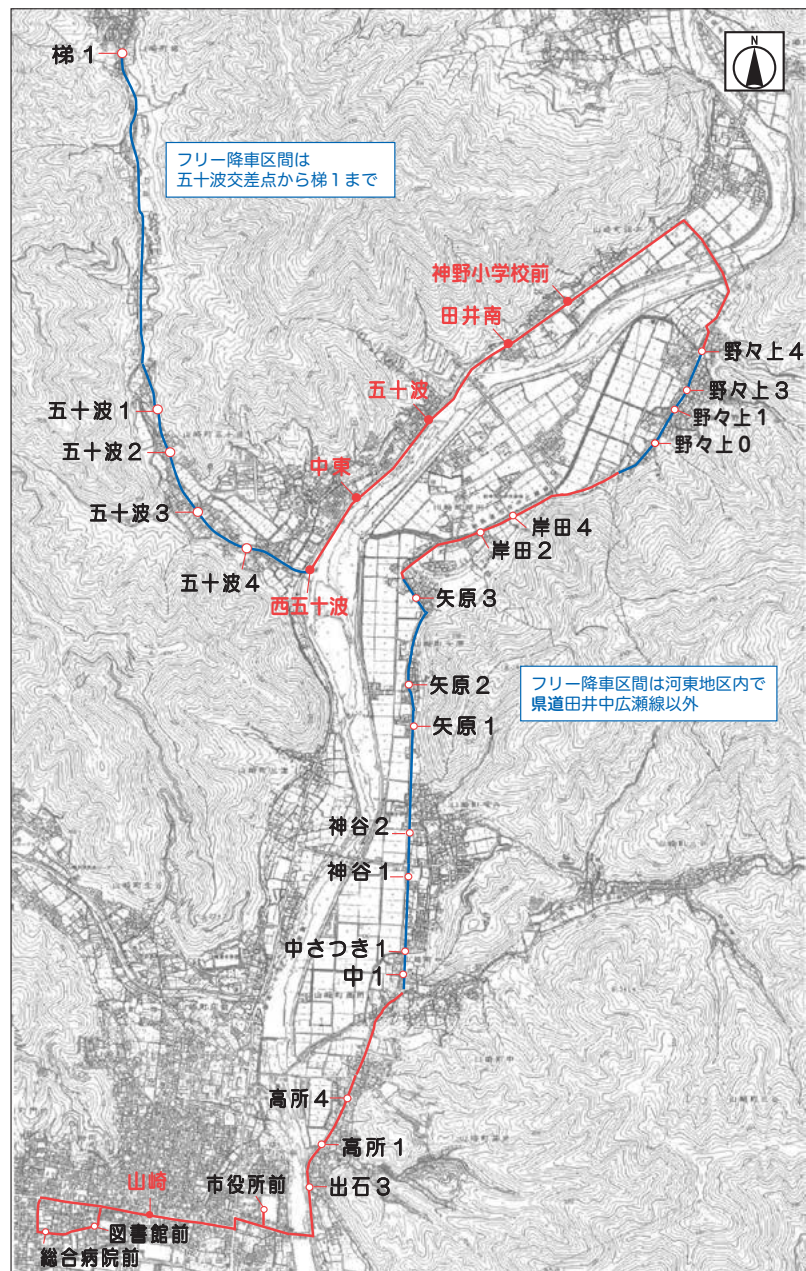 N
梯1
フリー降車区間は
五十波交差点から梯1まで
神野小学校前
田井南
野々上4
野々上3
野々上1
野々上0
五十波
五十波1
五十波2
中東
五十波3
岸田4
岸田2
五十波4
西五十波
矢原3
フリー降車区間は河東地区内で
県道田井中広瀬線以外
矢原2
矢原1
神谷2
神谷1
中さつき1
中1
高所4
高所1
出石3
市役所前
山崎
図書館前
総合病院前